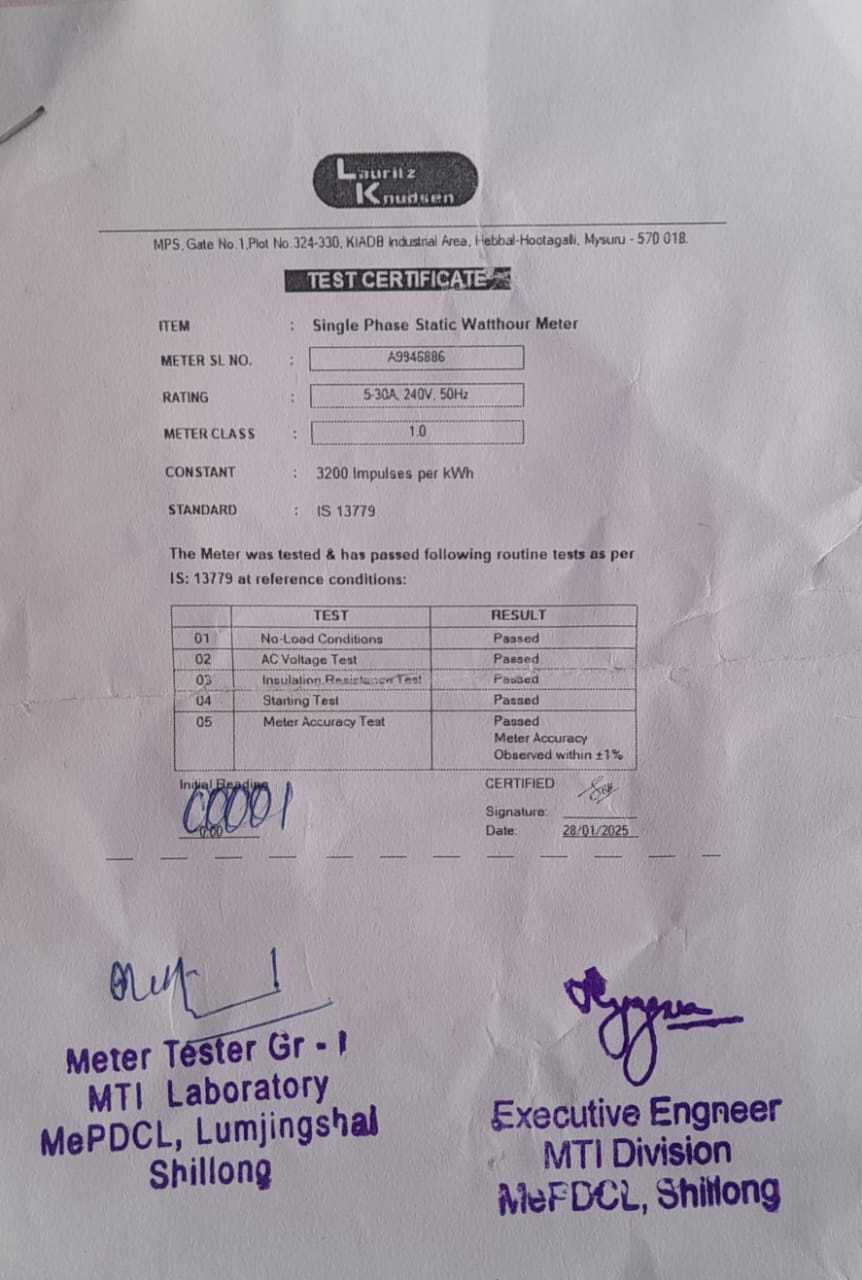 Lauritz
Knudsen
MPS, Gate No.1,Plot No.324-330, KIADB Industrial Area, Hebbal-Hootagalli, Mysuru - 570 018.
TEST CERTIFICATE
ITEM : Single Phase Static Watthour Meter
METER SL NO. : A9946886
RATING : 5-30A, 240V, 50Hz
METER CLASS : 1.0
CONSTANT : 3200 Impulses per kWh
STANDARD : IS 13779
The Meter was tested & has passed following routine tests as per
IS: 13779 at reference conditions:
TEST RESULT
01 No-Load Conditions Passed
02 AC Voltage Test Passed
03 Insulation Resistance Test Passed
04 Starting Test Passed
05 Meter Accuracy Test Passed
Meter Accuracy
Observed within ±1%
Initial Reading CERTIFIED
00001
Signature:
0.00 Date: 28/01/2025
Meter Tester Gr - I
MTI Laboratory
MePDCL, Lumjingshai
Shillong
Executive Engneer
MTI Division
MePDCL, Shillong